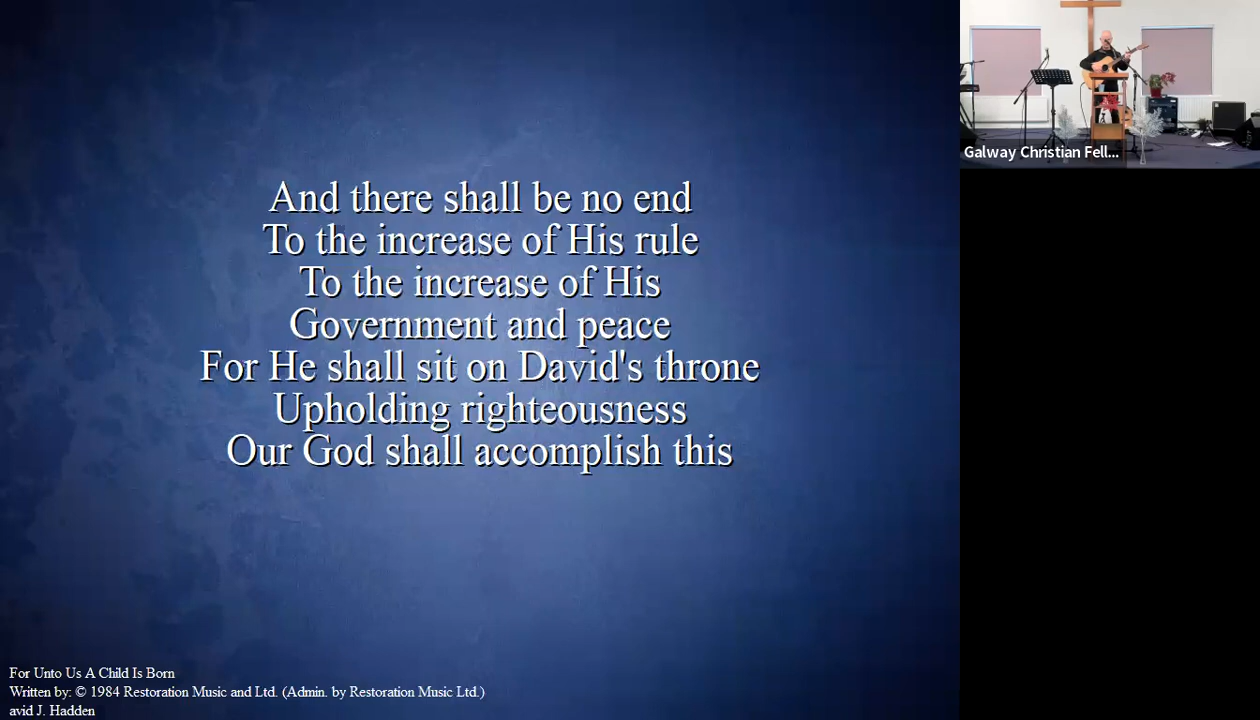 And there shall be no end
To the increase of His rule
To the increase of His
Government and peace
For He shall sit on David's throne
Upholding righteousness
Our God shall accomplish this
For Unto Us A Child Is Born
Written by: © 1984 Restoration Music and Ltd. (Admin. by Restoration Music Ltd.)
avid J. Hadden
Galway Christian Fell...